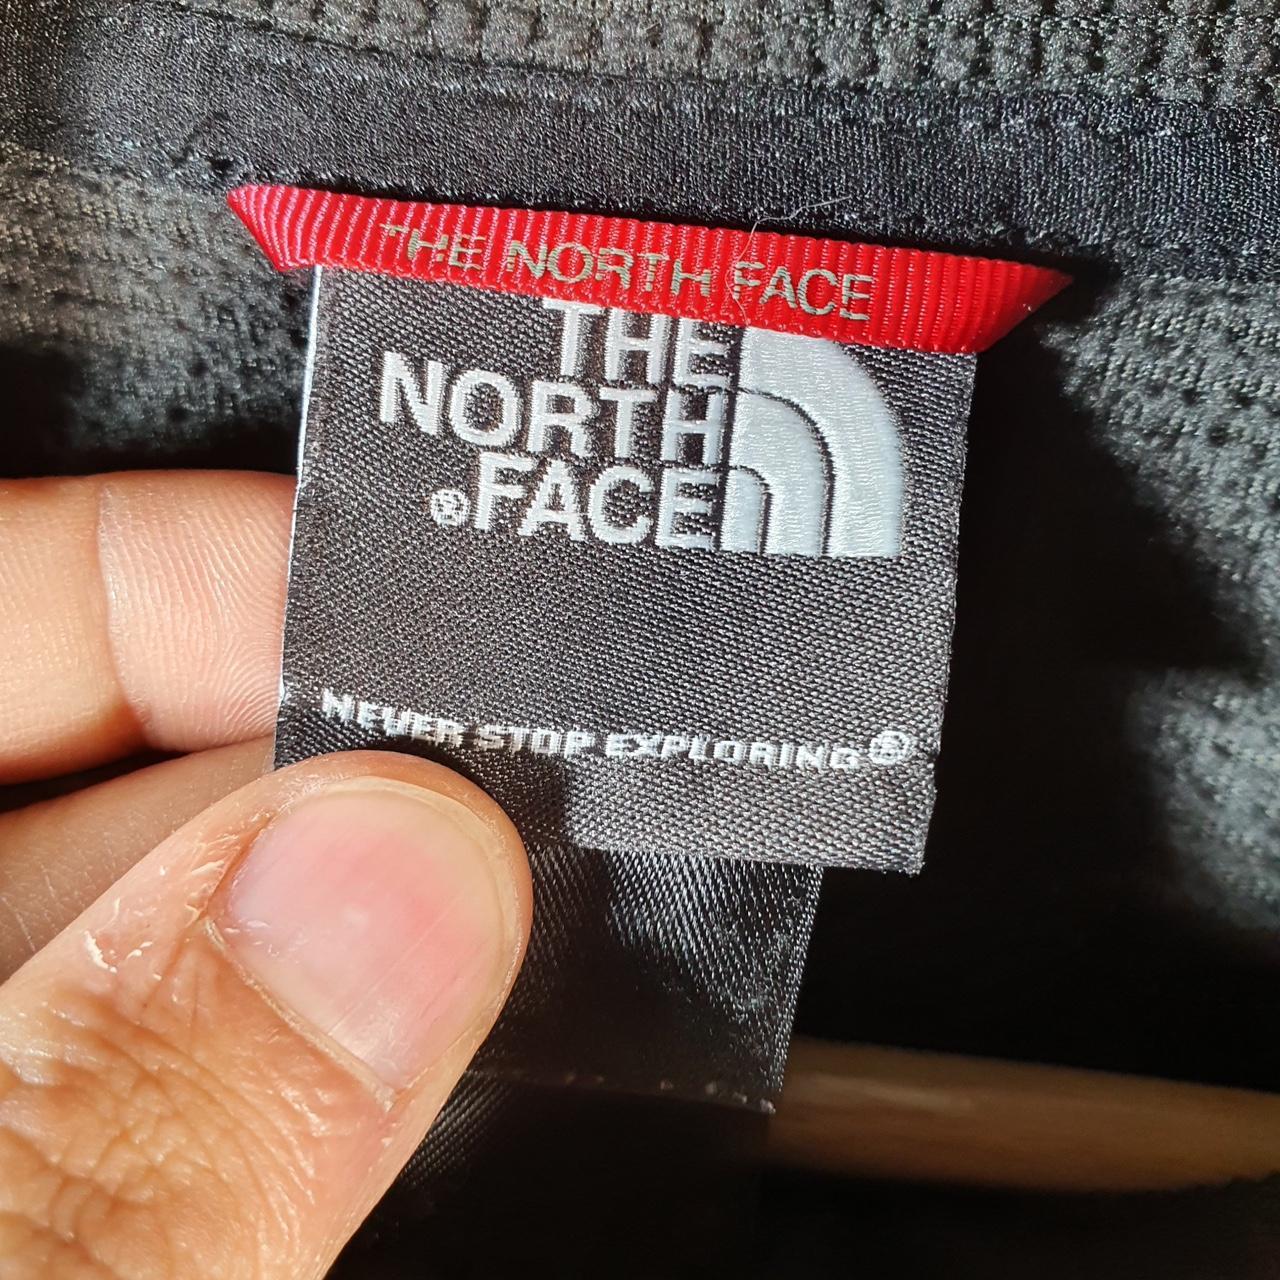 THE NORTH FACE
THE
NORTH
®FACE
NEVER STOP EXPLORING®